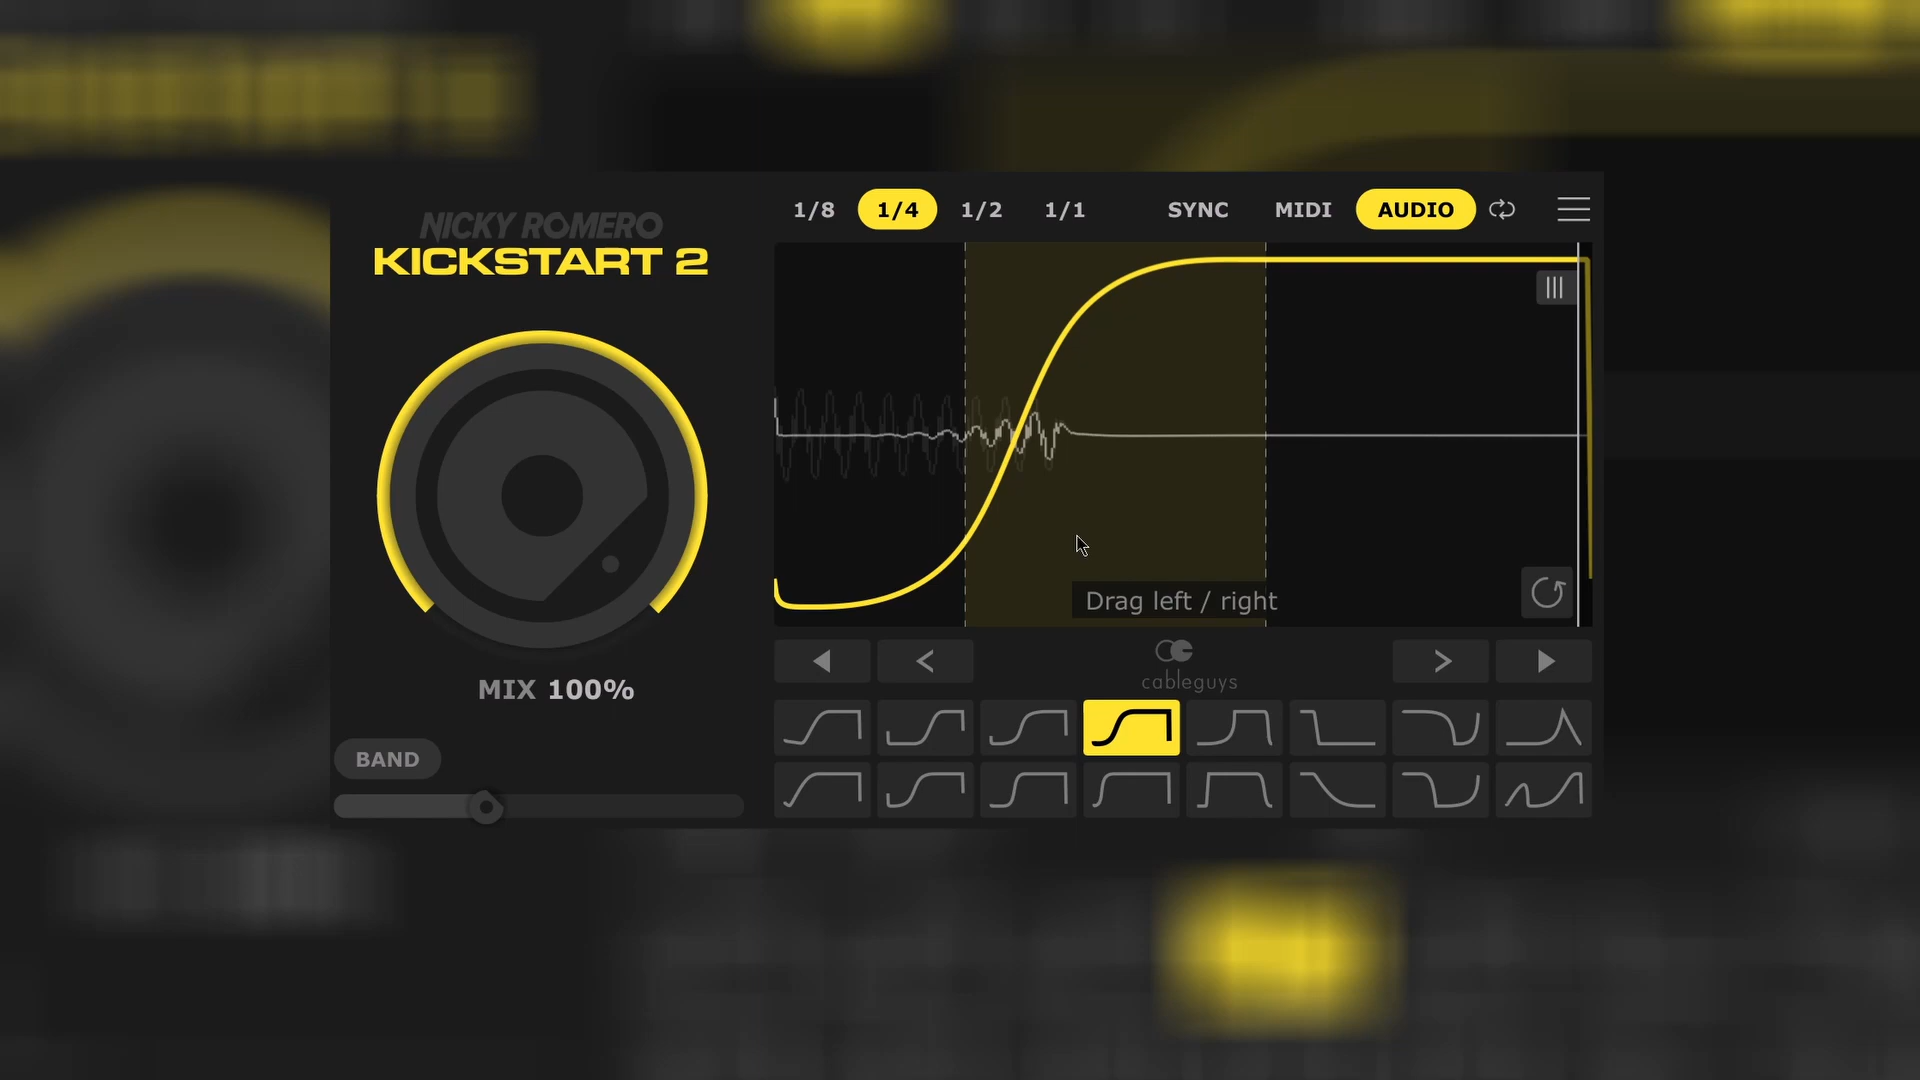 NICKY ROMERO
KICKSTART 2
1/8 1/4 1/2 1/1 SYNC MIDI AUDIO
Drag left / right
cableguys
MIX 100%
BAND